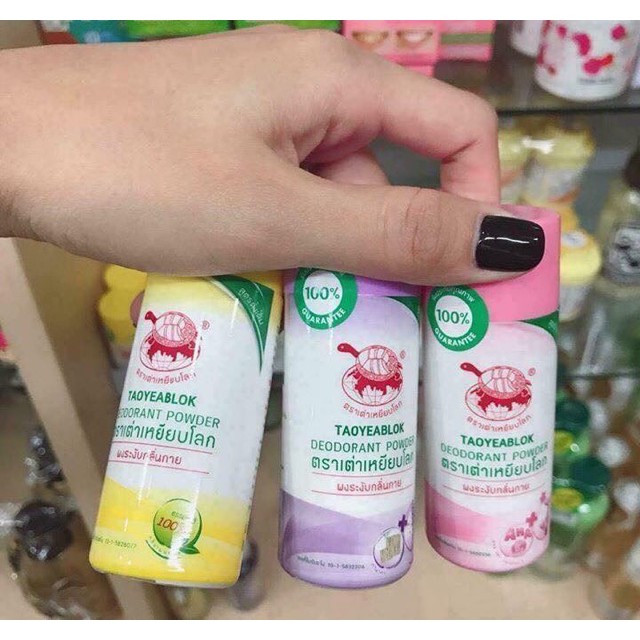 ตราเต่าเหยียบโลก
TAOYEABLOK
DEODORANT POWDER
ตราเต่าเหยียบโลก
ผงระงับกลิ่นกาย
100%
100%
GUARANTEE
®
ตราเต่าเหยียบโลก
TAOYEABLOK
DEODORANT POWDER
ตราเต่าเหยียบโลก
ผงระงับกลิ่นกาย
100%
GUARANTEE
®
ตราเต่าเหยียบโลก
TAOYEABLOK
DEODORANT POWDER
ตราเต่าเหยียบโลก
ผงระงับกลิ่นกาย